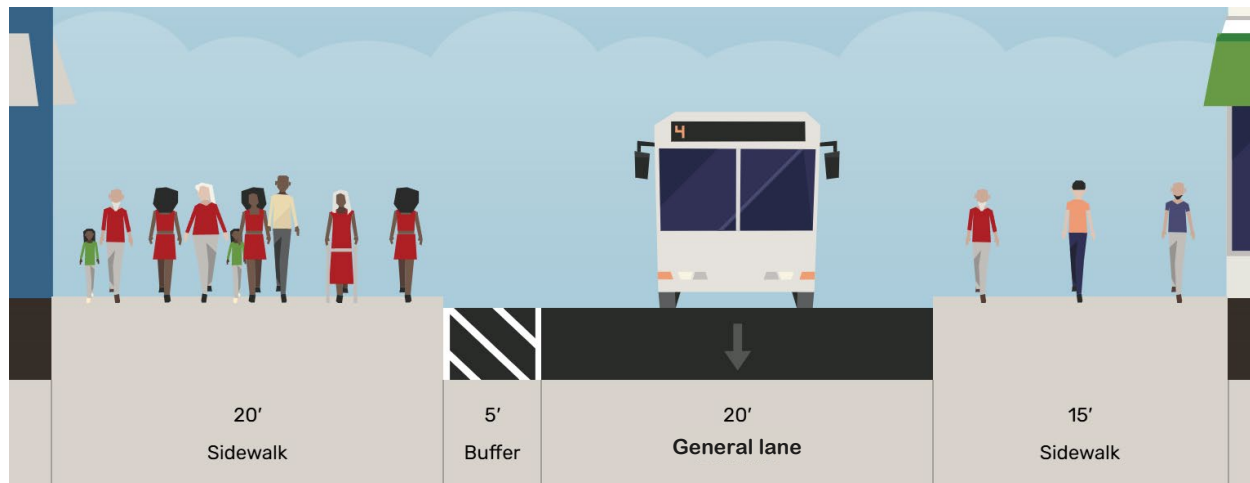 4
20′
Sidewalk
5′
Buffer
20′
General lane
15′
Sidewalk